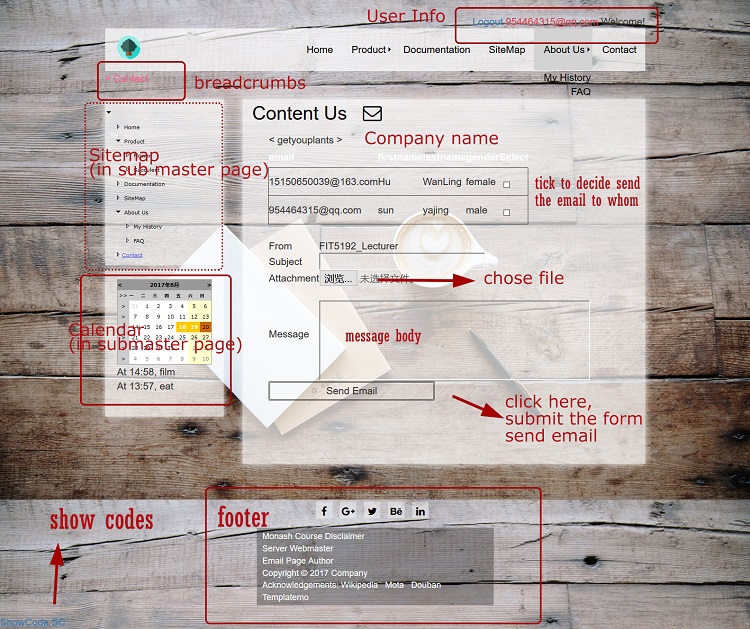 User Info
Logout 954464315@qq.com Welcome!
Home Product Documentation SiteMap About Us Contact
My History
FAQ
> Contact
breadcrumbs
Content Us
< getyouplants >
Company name
email firstname lastname gender Select
15150650039@163.com Hu WanLing female
954464315@qq.com sun yajing male
tick to decide send
the email to whom
Home
Product
Sitemap
(in sub master page)
Documentation
SiteMap
About Us
My History
FAQ
Contact
From FIT5192_Lecturer
Subject
Attachment 浏览... 未选择文件。
chose file
Message
message body
Send Email
click here,
submit the form
send email
< 2017年8月 >
>> 一 二 三 四 五 六 日
> 31 1 2 3 4 5 6
> 7 8 9 10 11 12 13
> 14 15 16 17 18 19 20
> 21 22 23 24 25 26 27
> 28 29 30 31 1 2 3
> 4 5 6 7 8 9 10
Calendar
(in submaster page)
At 14:58, film
At 13:57, eat
show codes
footer
Monash Course Disclaimer
Server Webmaster
Email Page Author
Copyright © 2017 Company
Acknowledgements: Wikipedia Mota Douban
Templatemo
ShowCode SC